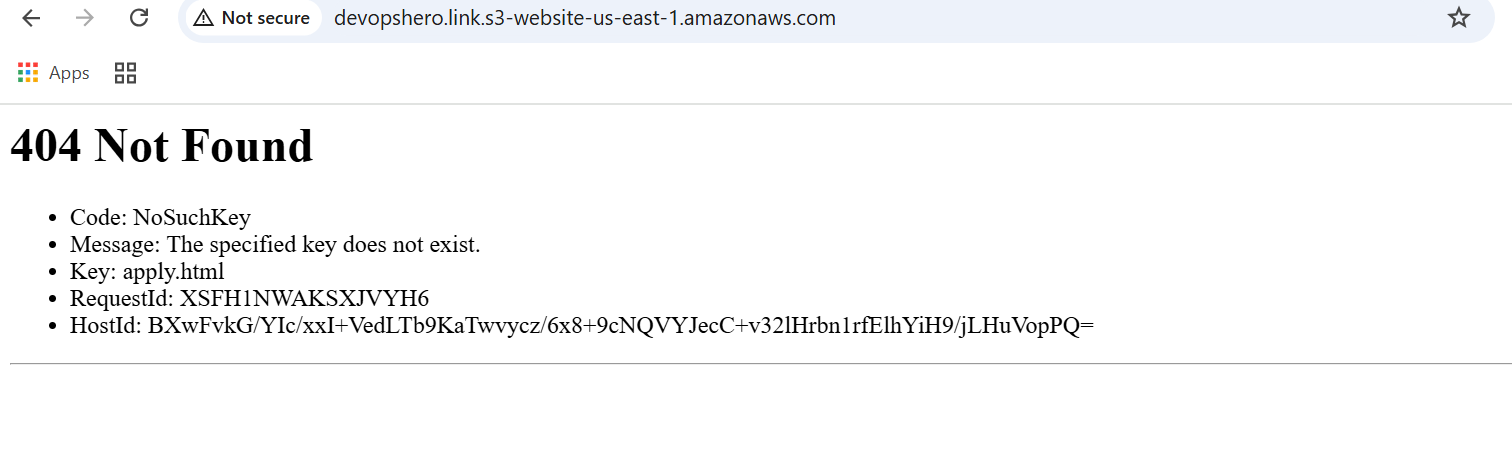 Not secure devopshero.link.s3-website-us-east-1.amazonaws.com
Apps
404 Not Found
Code: NoSuchKey
Message: The specified key does not exist.
Key: apply.html
RequestId: XSFH1NWAKSXJVYH6
HostId: BXwFvkG/YIc/xxI+VedLTb9KaTwvycz/6x8+9cNQVYJecC+v32lHrbn1rfElhYiH9/jLHuVopPQ=